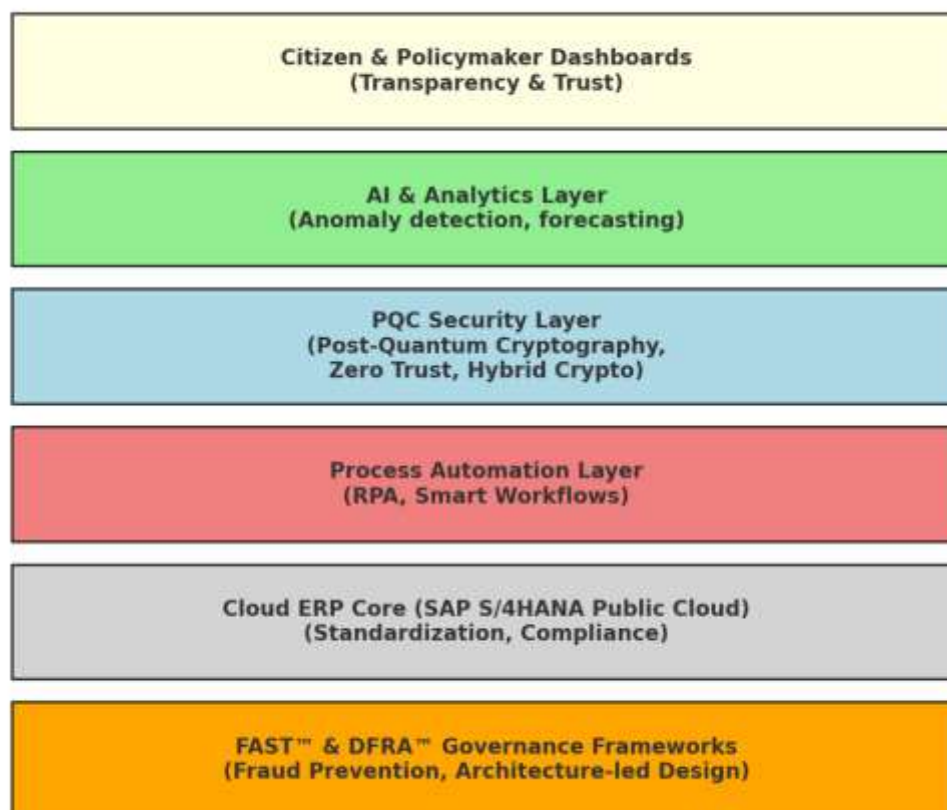 Citizen & Policymaker Dashboards
(Transparency & Trust)
AI & Analytics Layer
(Anomaly detection, forecasting)
PQC Security Layer
(Post-Quantum Cryptography,
Zero Trust, Hybrid Crypto)
Process Automation Layer
(RPA, Smart Workflows)
Cloud ERP Core (SAP S/4HANA Public Cloud)
(Standardization, Compliance)
FAST™ & DFRA™ Governance Frameworks
(Fraud Prevention, Architecture-led Design)